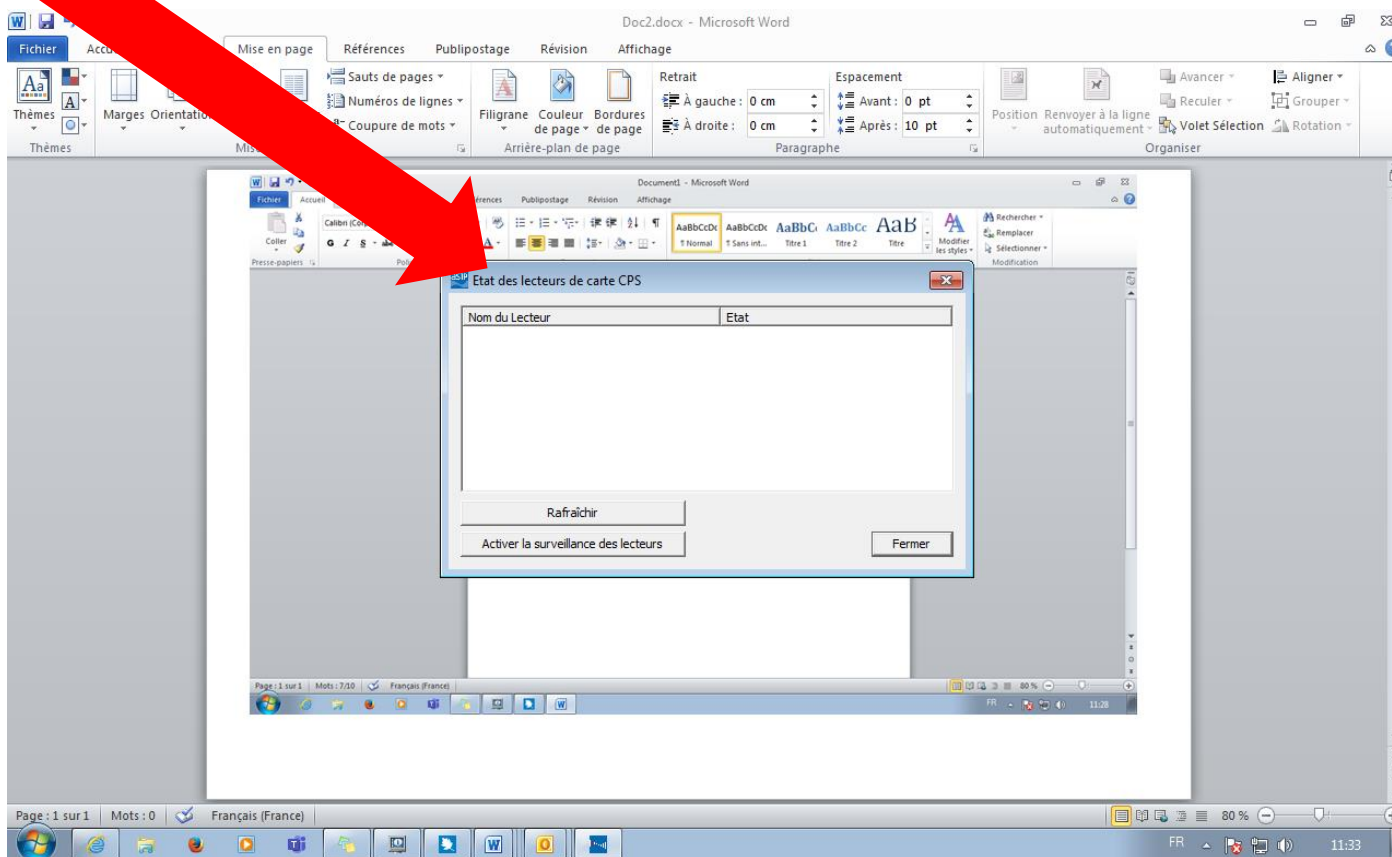 Doc2.docx - Microsoft Word
Fichier Mise en page Références Publipostage Révision Affichage
Sauts de pages Retrait Espacement Avancer Aligner
Numéros de lignes À gauche : 0 cm Avant : 0 pt Reculer Grouper
Thèmes Marges Filigrane Couleur Bordures Position Renvoyer à la ligne
Coupure de mots de page de page À droite : 0 cm Après : 10 pt automatiquement Volet Sélection Rotation
Thèmes Arrière-plan de page Paragraphe Organiser
Document1 - Microsoft Word
Fichier Accueil Publipostage Révision Affichage
Rechercher
AaBbCcDc AaBbCcDc AaBbC AaBbCc AaB Remplacer
Coller G I S ¶ Normal ¶ Sans int... Titre 1 Titre 2 Titre Modifier Sélectionner
les styles
Presse-papiers Modification
Etat des lecteurs de carte CPS
Nom du Lecteur Etat
Rafraîchir
Activer la surveillance des lecteurs Fermer
Page : 1 sur 1 Mots : 7/10 Français (France) 80 %
FR 11:28
Page : 1 sur 1 Mots : 0 Français (France) 80 %
FR 11:33